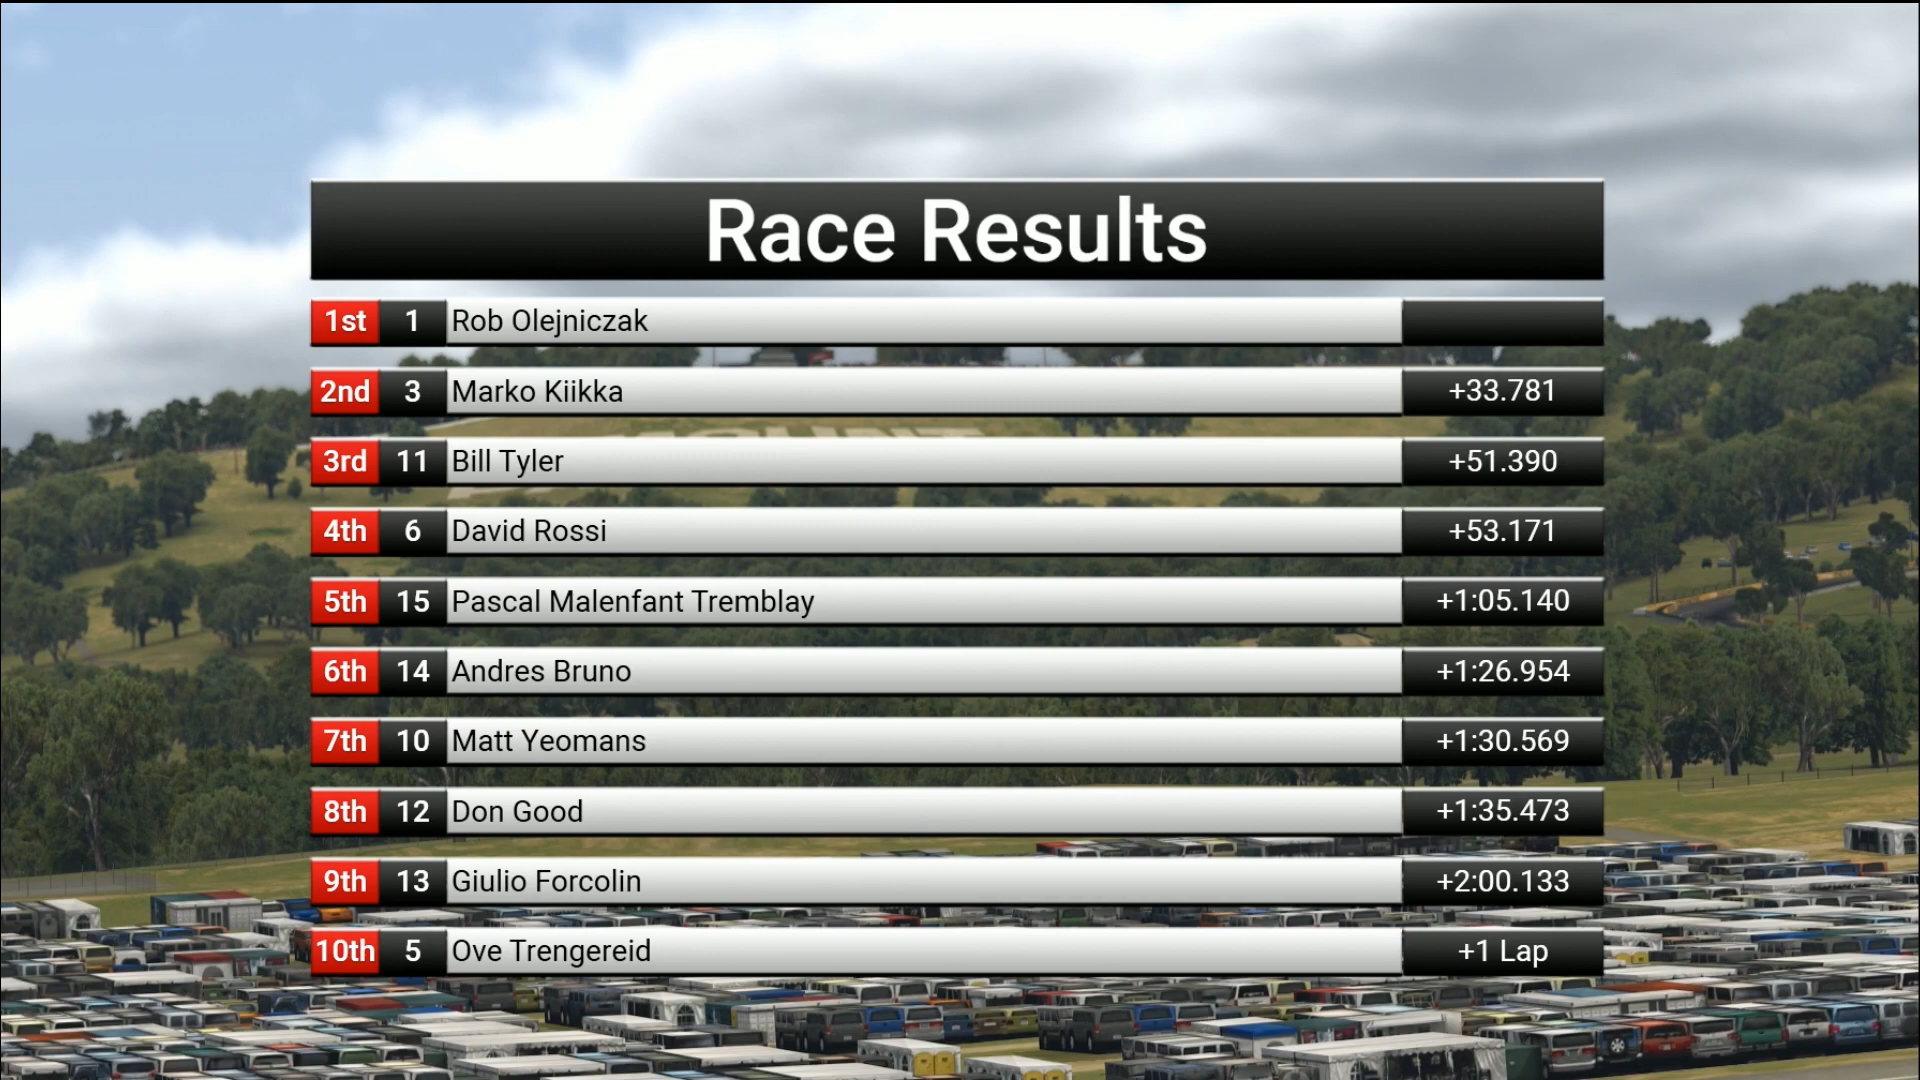 Race Results
1st 1 Rob Olejniczak
2nd 3 Marko Kiikka +33.781
3rd 11 Bill Tyler +51.390
4th 6 David Rossi +53.171
5th 15 Pascal Malenfant Tremblay +1:05.140
6th 14 Andres Bruno +1:26.954
7th 10 Matt Yeomans +1:30.569
8th 12 Don Good +1:35.473
9th 13 Giulio Forcolin +2:00.133
10th 5 Ove Trengereid +1 Lap